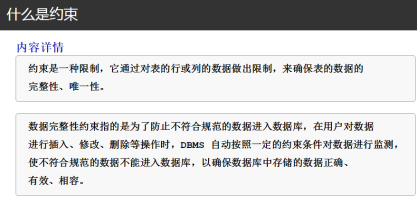 什么是约束
内容详情
约束是一种限制，它通过对表的行或列的数据做出限制，来确保表的数据的
完整性、唯一性。
数据完整性约束指的是为了防止不符合规范的数据进入数据库，在用户对数据
进行插入、修改、删除等操作时，DBMS 自动按照一定的约束条件对数据进行监测，
使不符合规范的数据不能进入数据库，以确保数据库中存储的数据正确、
有效、相容。